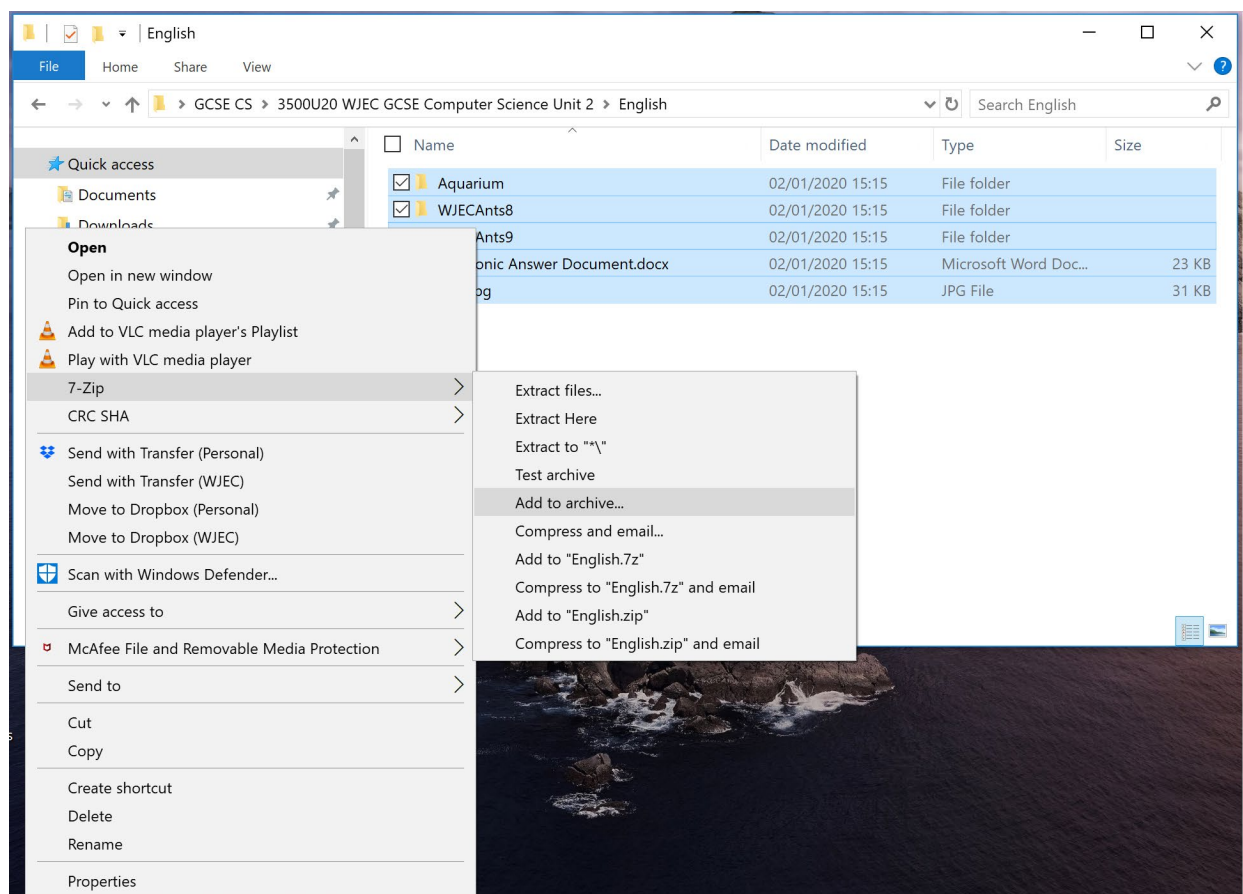 English
File Home Share View
GCSE CS > 3500U20 WJEC GCSE Computer Science Unit 2 > English
Search English
Name Date modified Type Size
Quick access
Documents
Downloads
Aquarium 02/01/2020 15:15 File folder
WJECAnts8 02/01/2020 15:15 File folder
Ants9 02/01/2020 15:15 File folder
onic Answer Document.docx 02/01/2020 15:15 Microsoft Word Doc... 23 KB
02/01/2020 15:15 JPG File 31 KB
Open
Open in new window
Pin to Quick access
Add to VLC media player's Playlist
Play with VLC media player
7-Zip
CRC SHA
Send with Transfer (Personal)
Send with Transfer (WJEC)
Move to Dropbox (Personal)
Move to Dropbox (WJEC)
Scan with Windows Defender...
Give access to
McAfee File and Removable Media Protection
Send to
Cut
Copy
Create shortcut
Delete
Rename
Properties
Extract files...
Extract Here
Extract to "*\"
Test archive
Add to archive...
Compress and email...
Add to "English.7z"
Compress to "English.7z" and email
Add to "English.zip"
Compress to "English.zip" and email